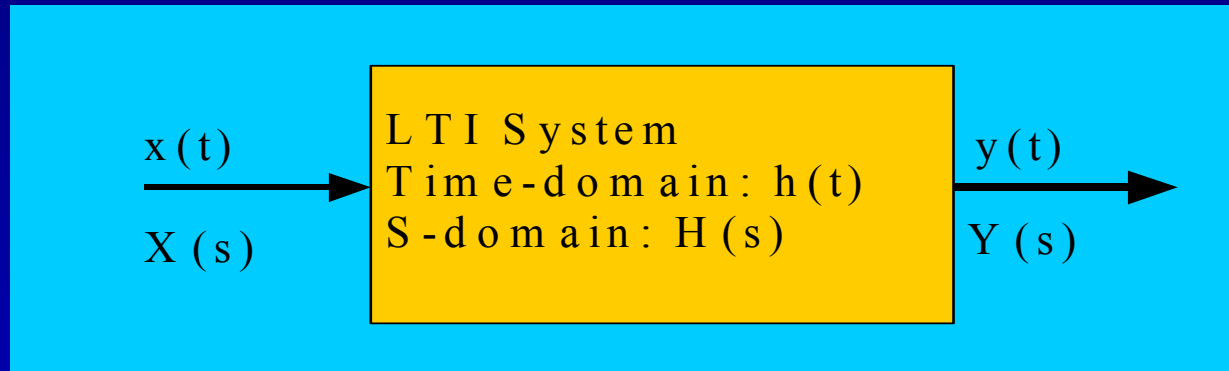 x(t)
X(s)
LTI System
Time-domain: h(t)
S-domain: H(s)
y(t)
Y(s)